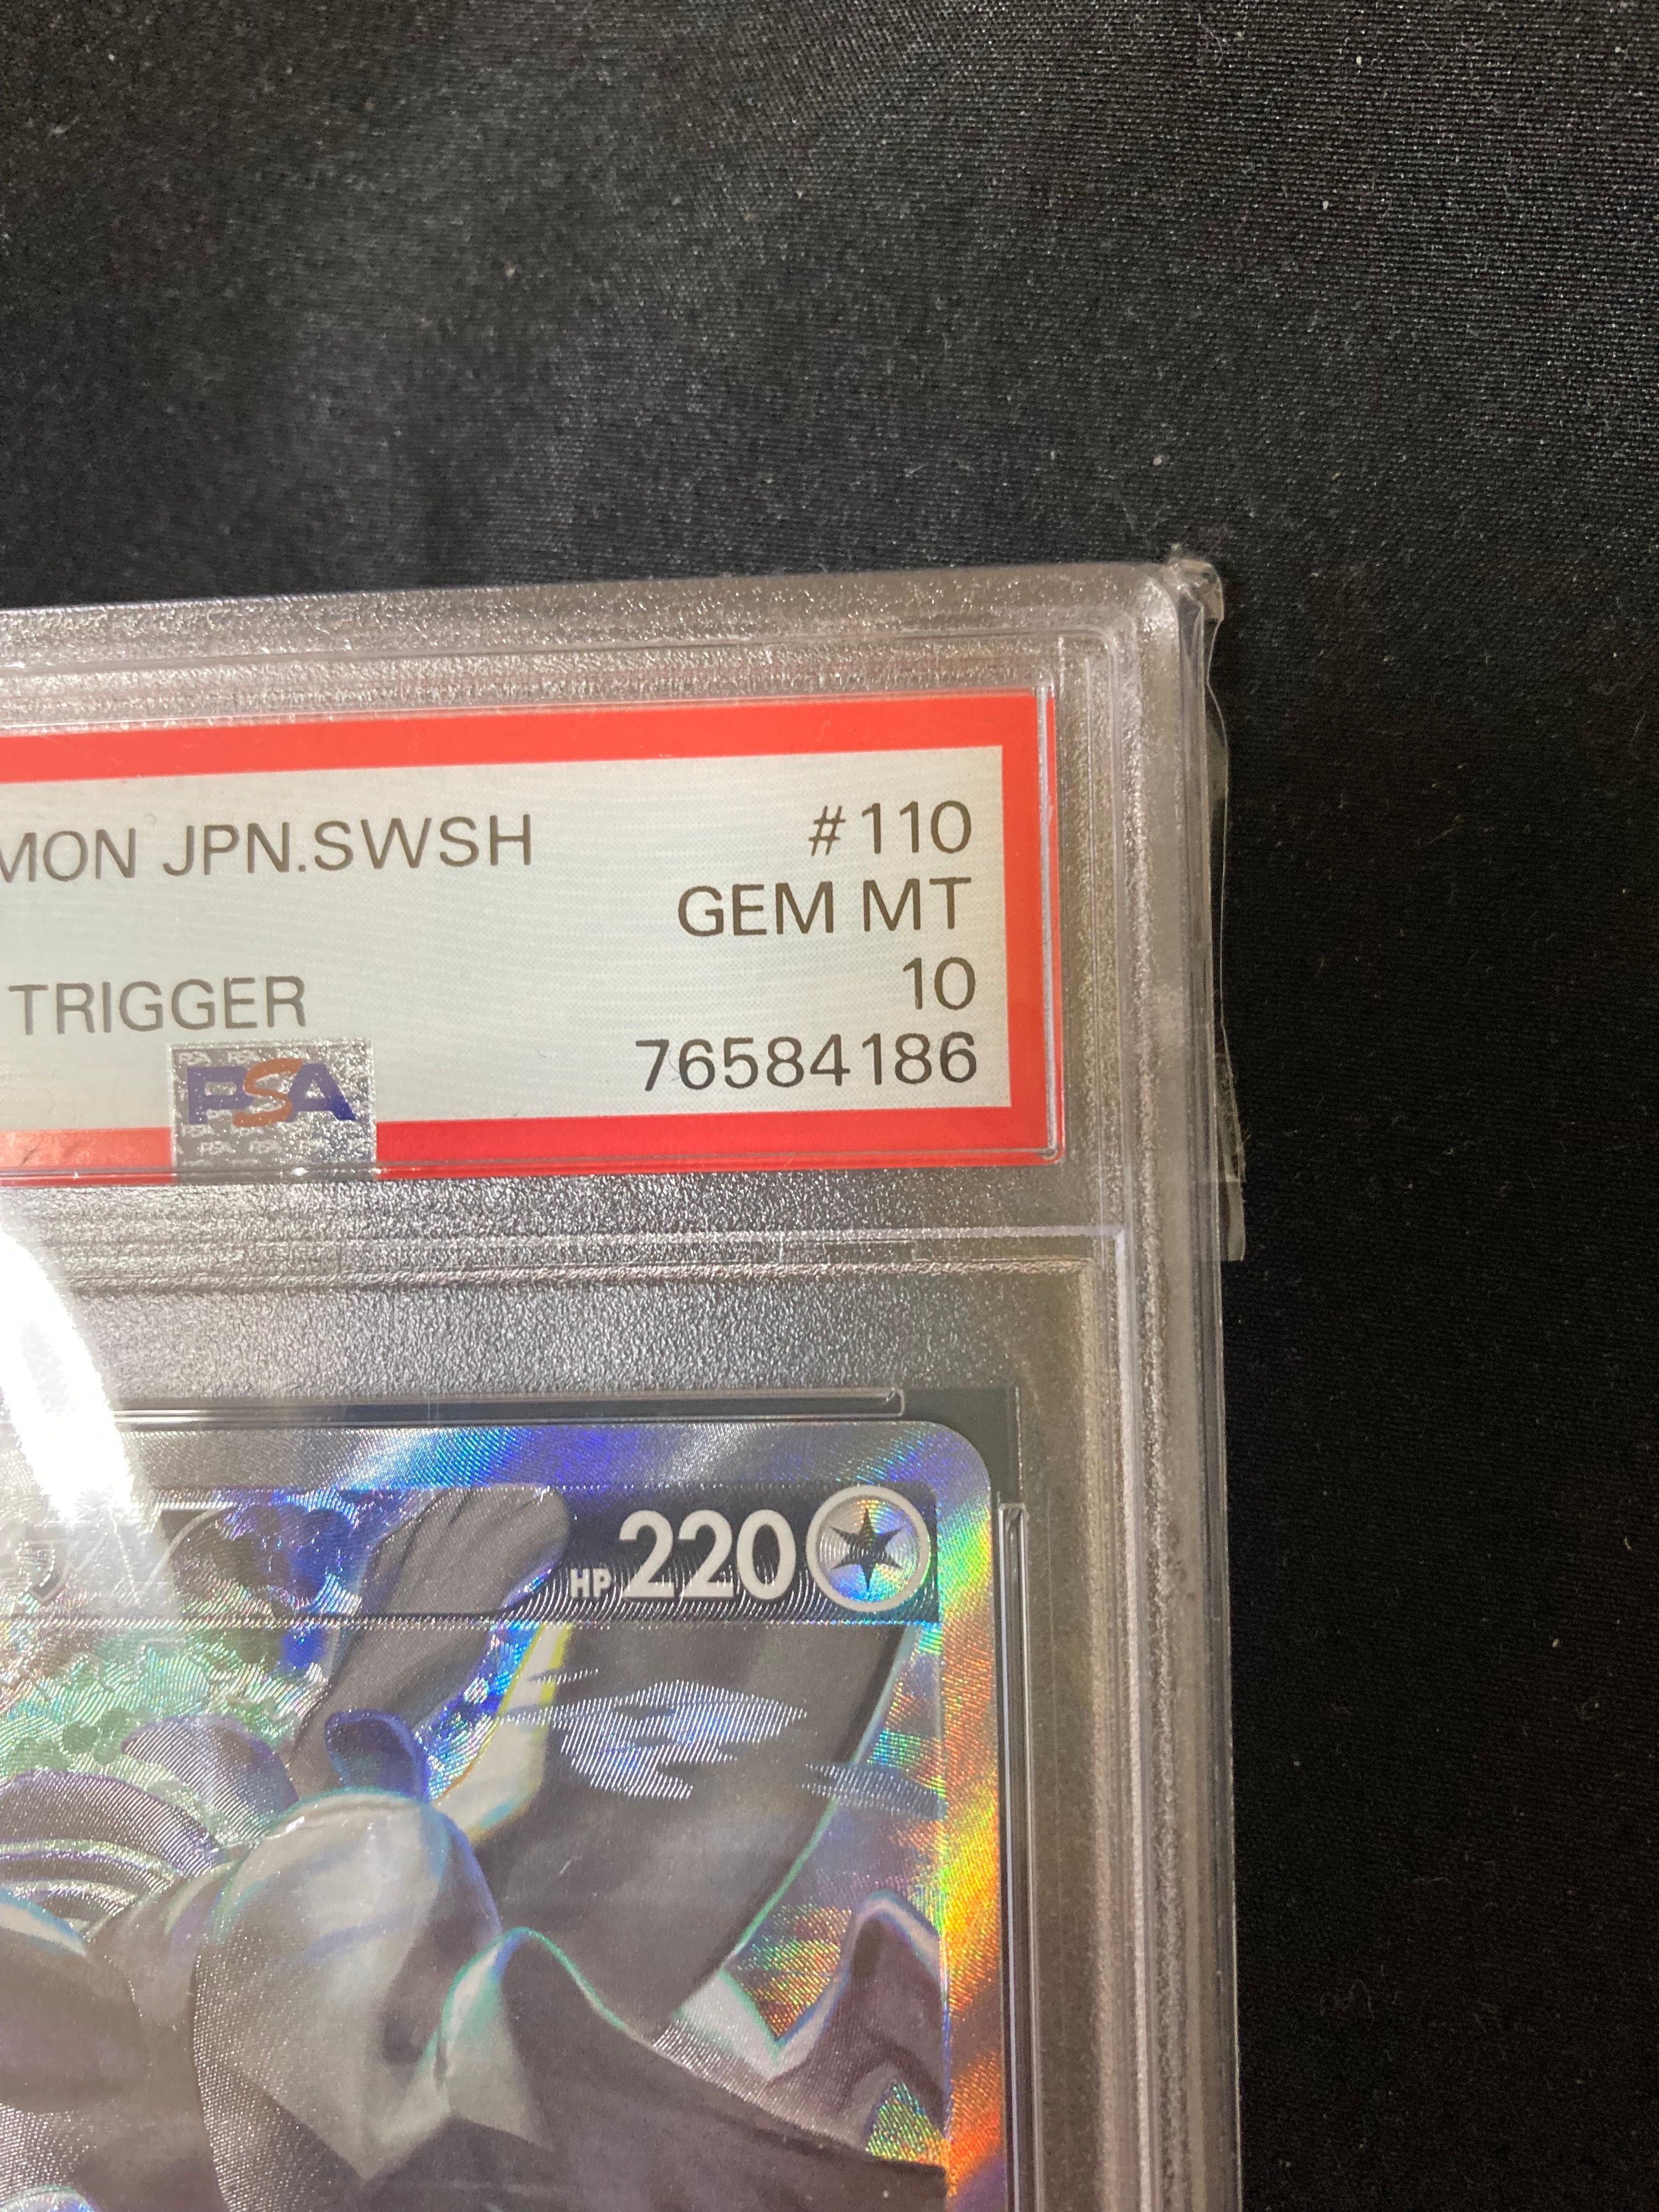 MON JPN.SWSH #110
GEM MT
TRIGGER 10
PSA 76584186
HP 220